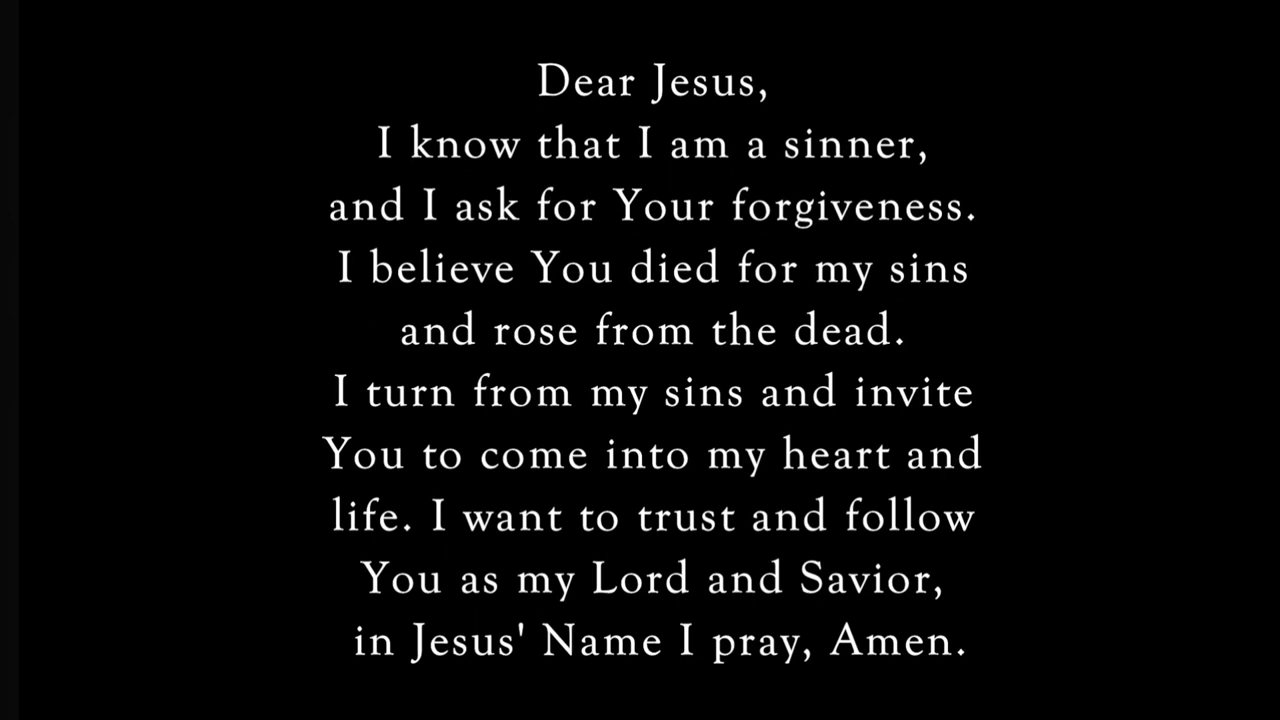 Dear Jesus,
I know that I am a sinner,
and I ask for Your forgiveness.
I believe You died for my sins
and rose from the dead.
I turn from my sins and invite
You to come into my heart and
life. I want to trust and follow
You as my Lord and Savior,
in Jesus' Name I pray, Amen.